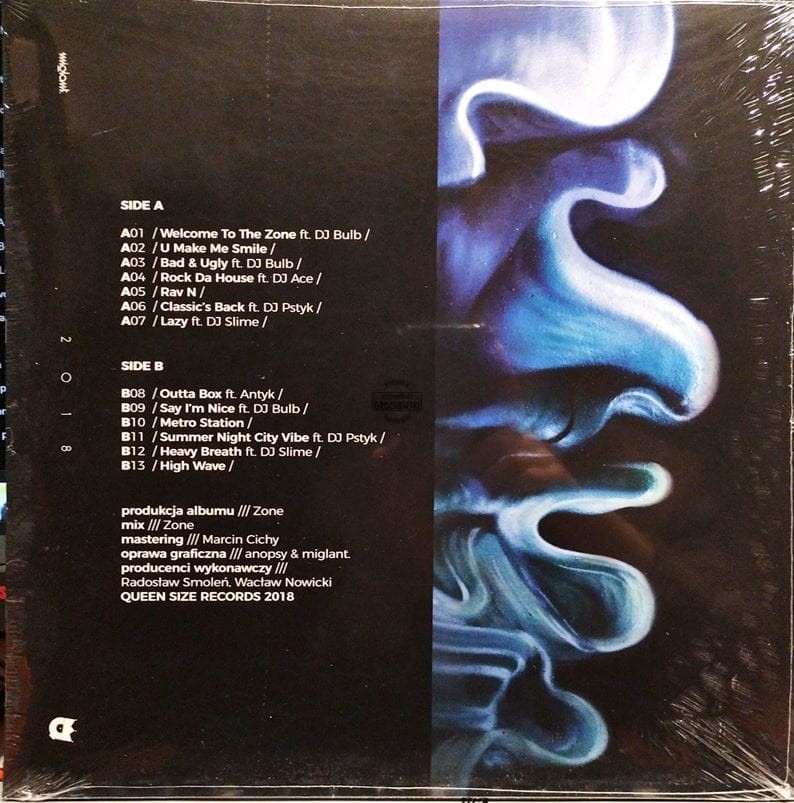 miglant
SIDE A
A01 / Welcome To The Zone ft. DJ Bulb /
A02 / U Make Me Smile /
A03 / Bad & Ugly ft. DJ Bulb /
A04 / Rock Da House ft. DJ Ace /
A05 / Rav N /
A06 / Classic's Back ft. DJ Pstyk /
A07 / Lazy ft. DJ Slime /
2018
SIDE B
B08 / Outta Box ft. Antyk /
B09 / Say I'm Nice ft. DJ Bulb /
B10 / Metro Station /
B11 / Summer Night City Vibe ft. DJ Pstyk /
B12 / Heavy Breath ft. DJ Slime /
B13 / High Wave /
produkcja albumu /// Zone
mix /// Zone
mastering /// Marcin Cichy
oprawa graficzna /// anopsy & miglant.
producenci wykonawczy ///
Radosław Smoleń, Wacław Nowicki
QUEEN SIZE RECORDS 2018